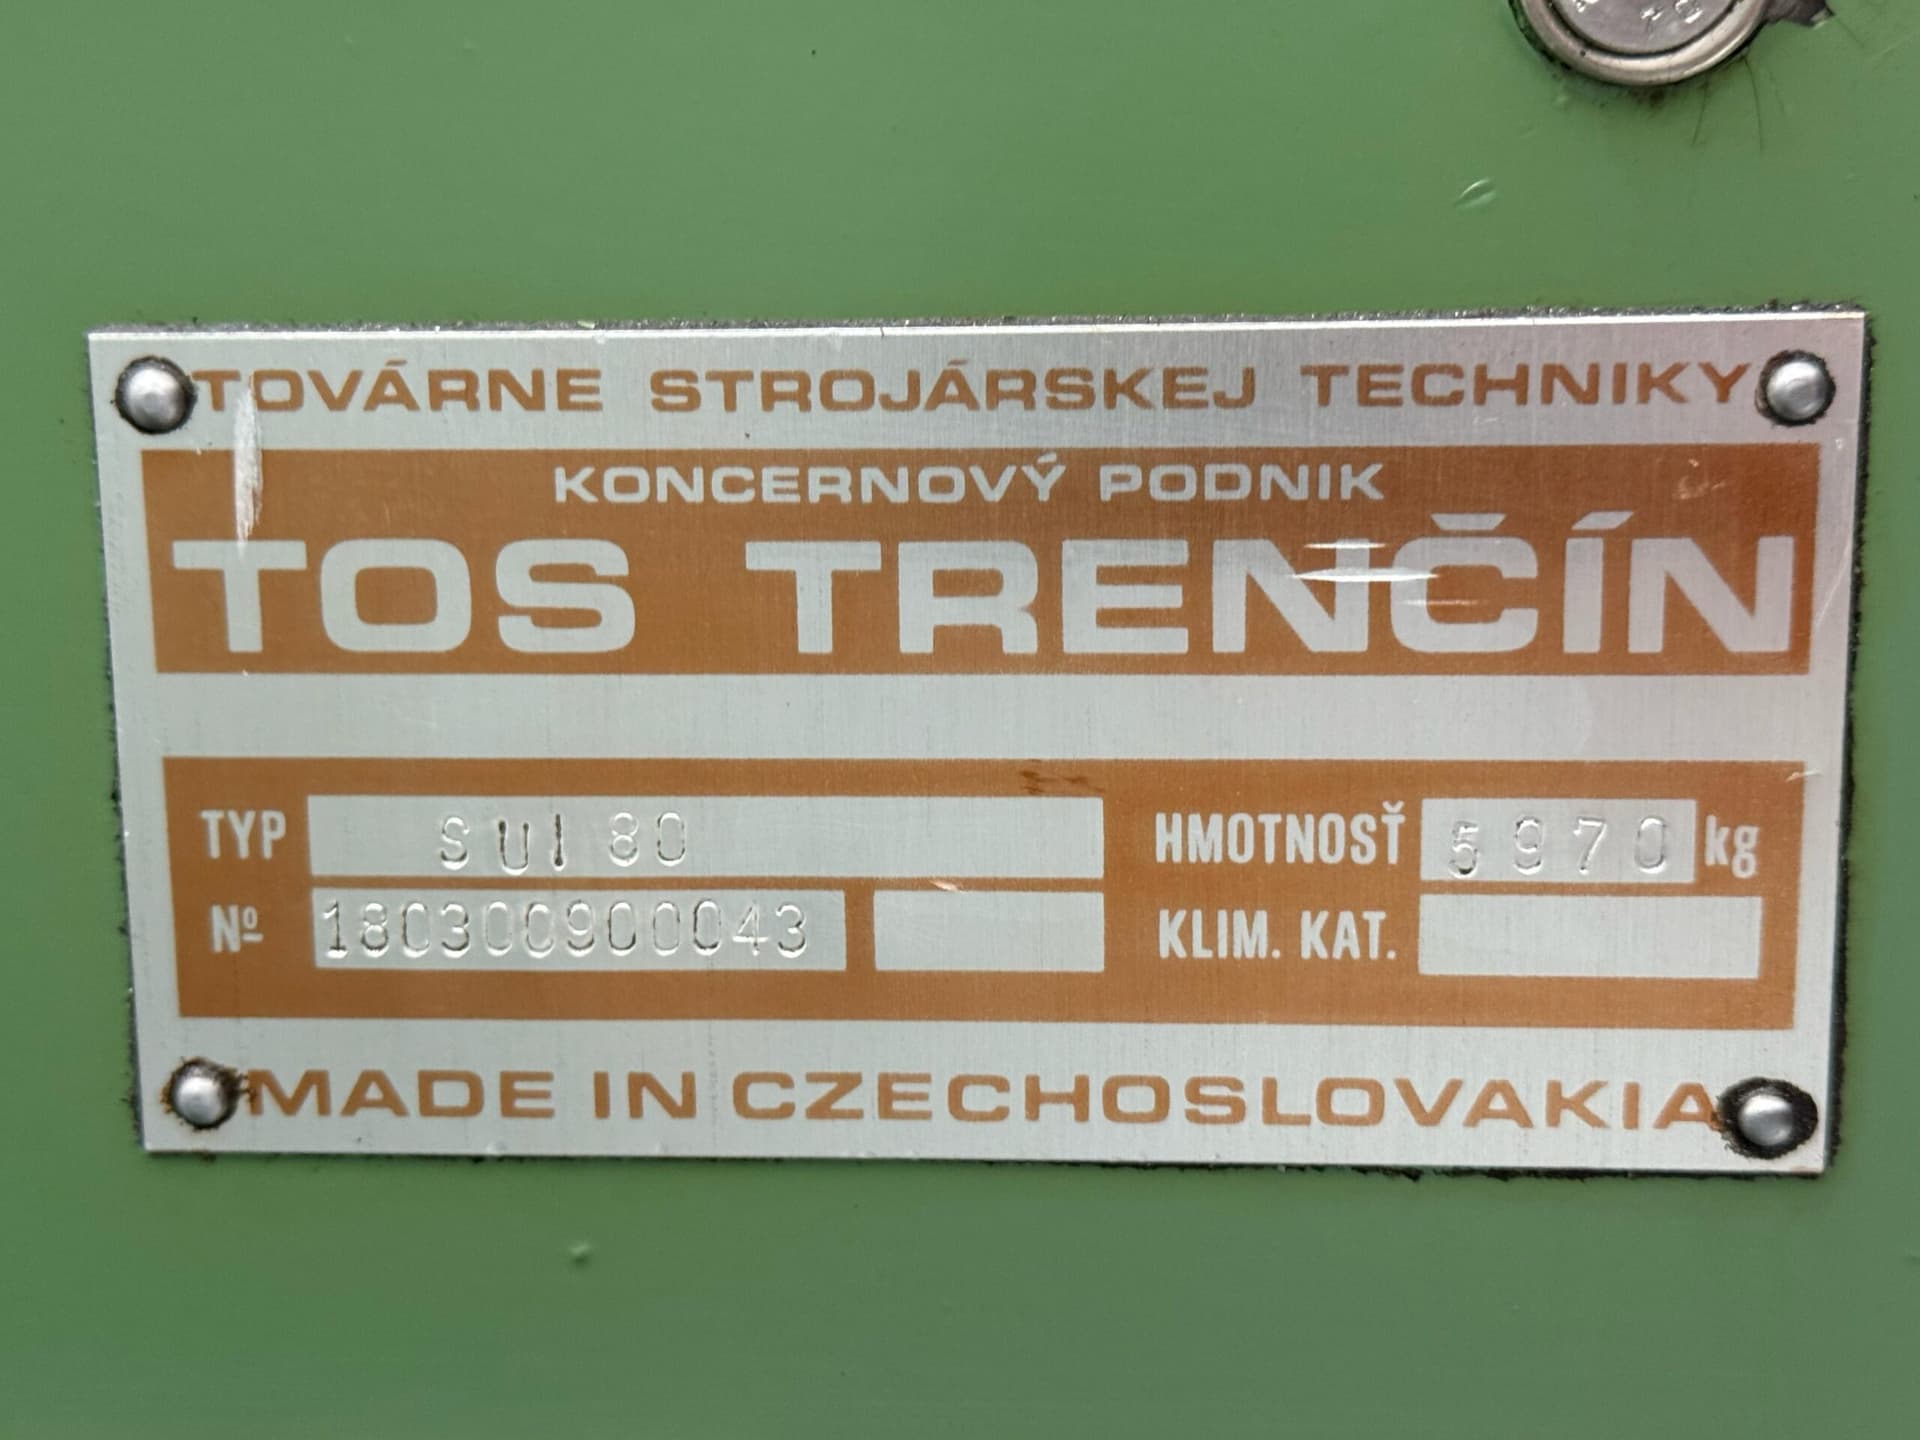 TOVÁRNE STROJÁRSKEJ TECHNIKY
KONCERNOVÝ PODNIK
TOS TRENČÍN
TYP SUI 80 HMOTNOSŤ 5970 kg
Nº 180300900043 KLIM. KAT.
MADE IN CZECHOSLOVAKIA